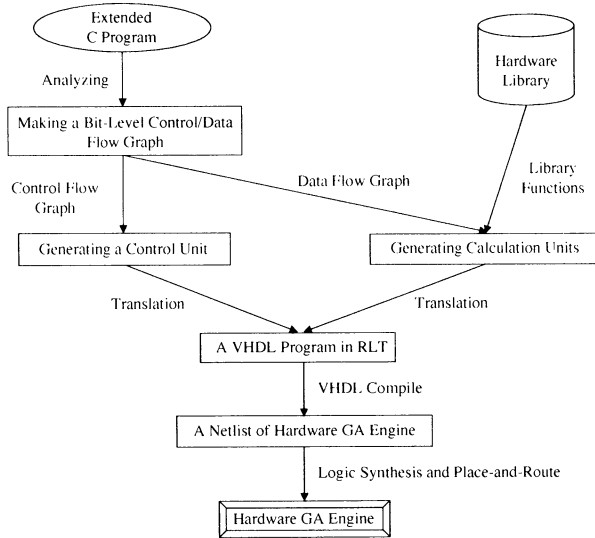 Extended
C Program
Hardware
Library
Analyzing
Making a Bit-Level Control/Data
Flow Graph
Control Flow
Graph
Data Flow Graph
Library
Functions
Generating a Control Unit
Generating Calculation Units
Translation
Translation
A VHDL Program in RLT
VHDL Compile
A Netlist of Hardware GA Engine
Logic Synthesis and Place-and-Route
Hardware GA Engine